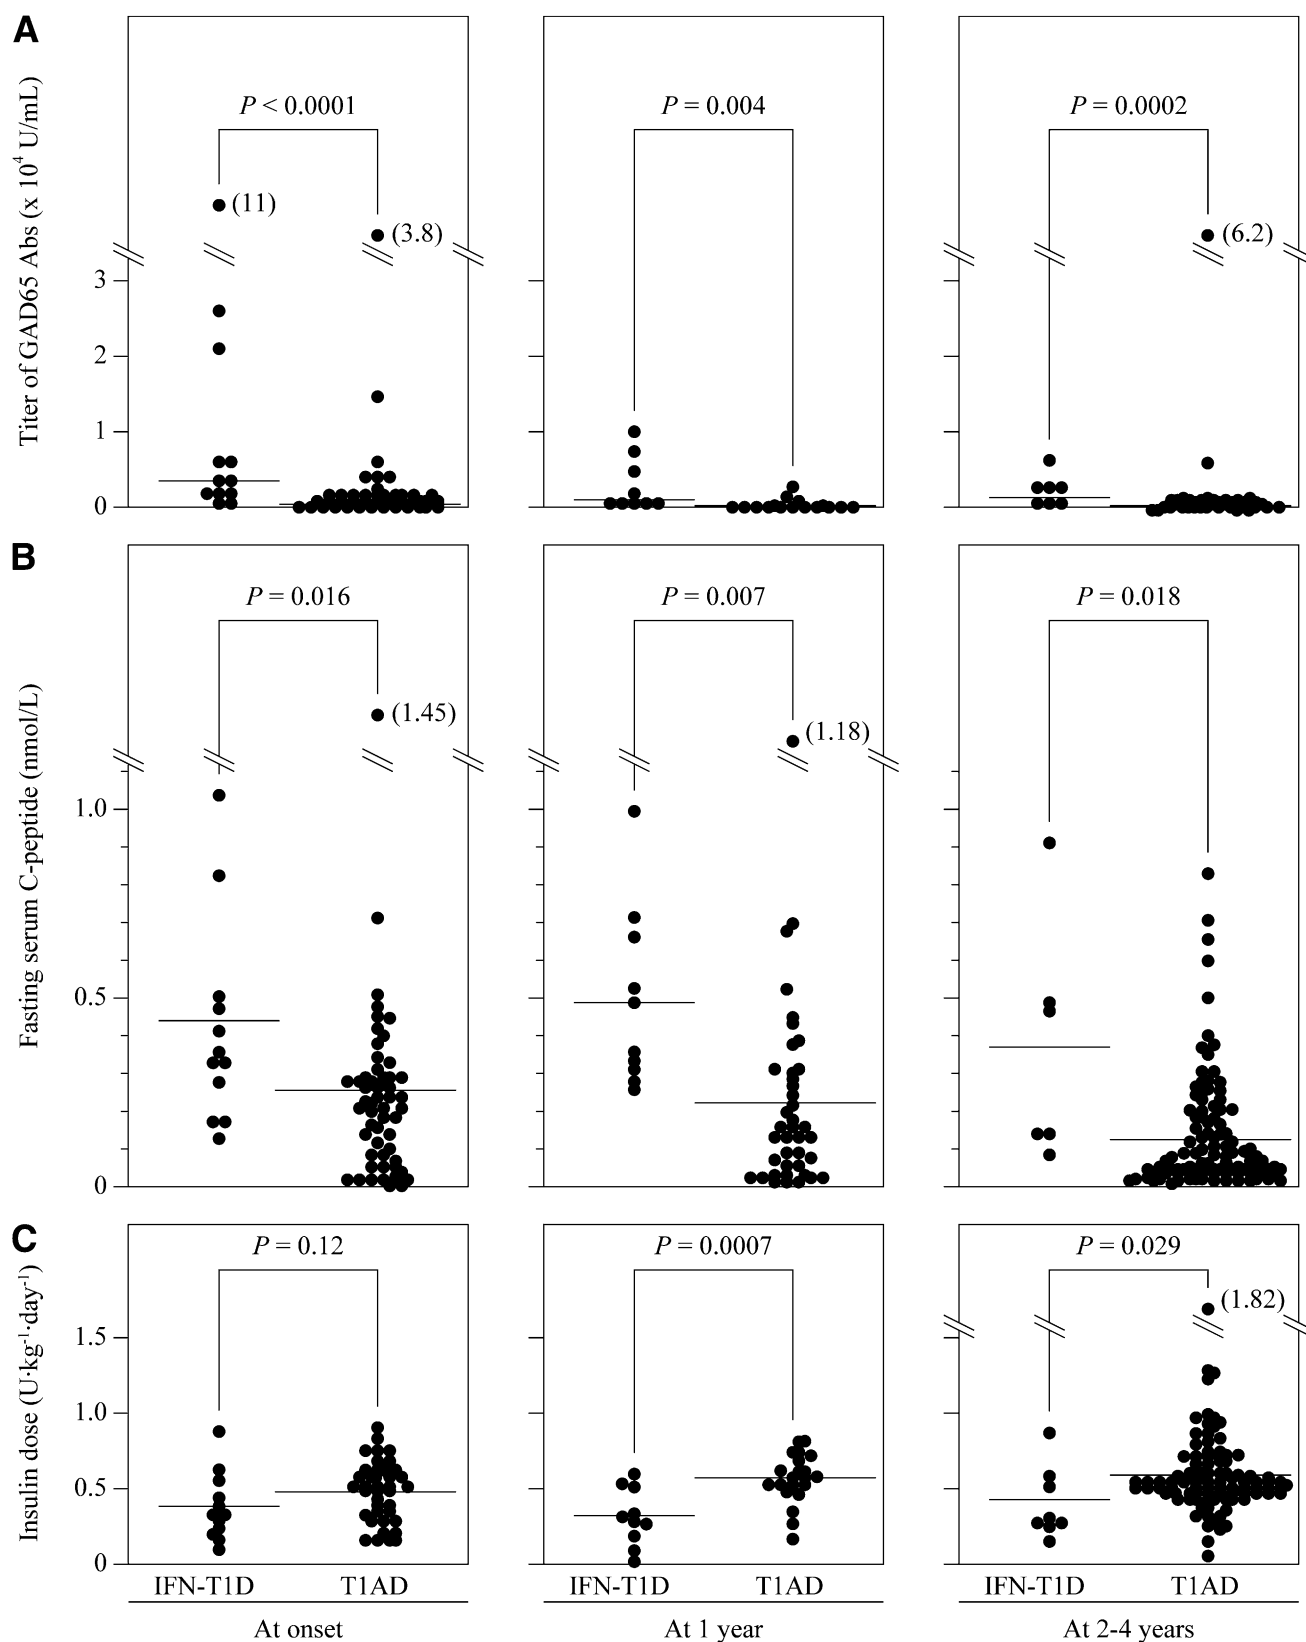 A
Titer of GAD65 Abs (x 10⁴ U/mL)
P < 0.0001
P = 0.004
P = 0.0002
(11)
(3.8)
(6.2)
3
2
1
0
B
Fasting serum C-peptide (nmol/L)
P = 0.016
P = 0.007
P = 0.018
(1.45)
(1.18)
1.0
0.5
0
C
Insulin dose (U·kg⁻¹·day⁻¹)
P = 0.12
P = 0.0007
P = 0.029
(1.82)
1.5
1.0
0.5
0
IFN-T1D T1AD IFN-T1D T1AD IFN-T1D T1AD
At onset At 1 year At 2-4 years